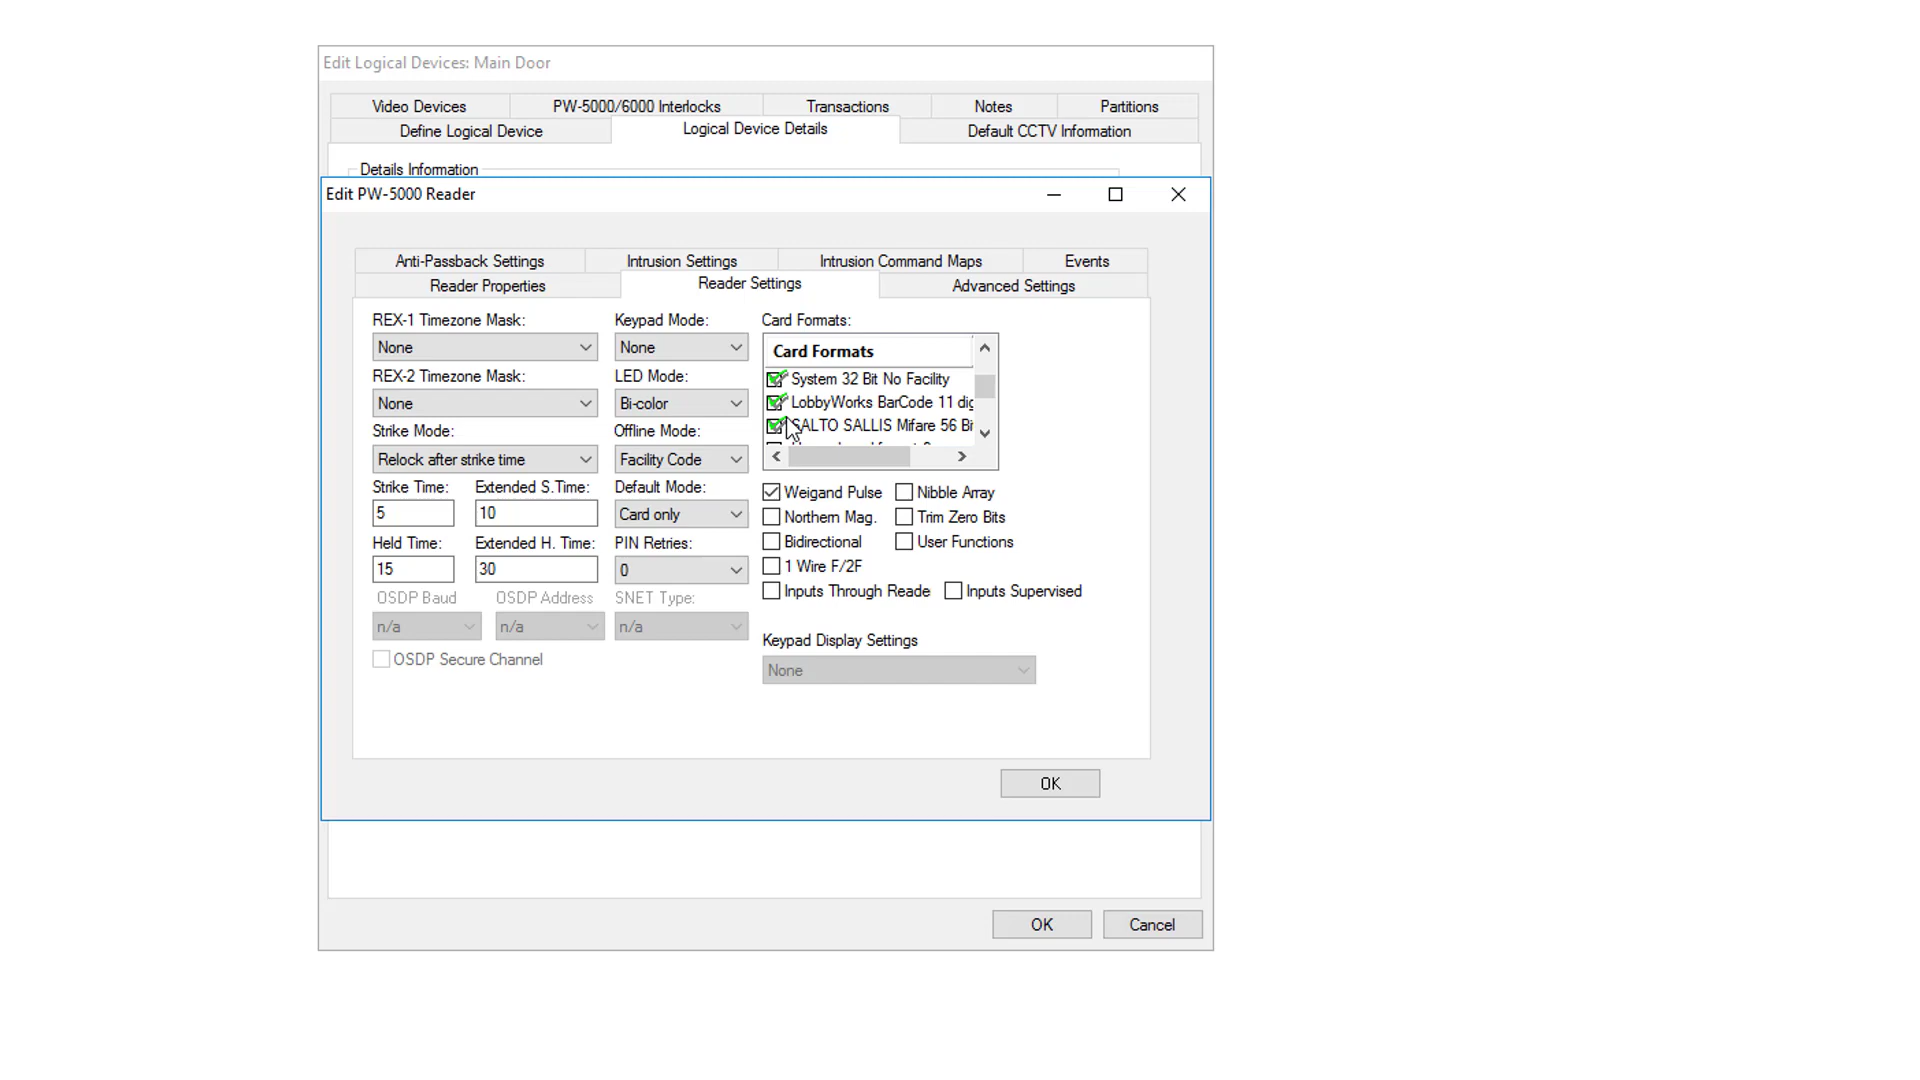 Edit Logical Devices: Main Door
Video Devices
PW-5000/6000 Interlocks
Transactions
Notes
Partitions
Define Logical Device
Logical Device Details
Default CCTV Information
Details Information
Edit PW-5000 Reader
Anti-Passback Settings
Intrusion Settings
Intrusion Command Maps
Events
Reader Properties
Reader Settings
Advanced Settings
REX-1 Timezone Mask:
None
REX-2 Timezone Mask:
None
Strike Mode:
Relock after strike time
Strike Time:
Extended S.Time:
5
10
Held Time:
Extended H. Time:
15
30
OSDP Baud
OSDP Address
n/a
n/a
OSDP Secure Channel
Keypad Mode:
None
LED Mode:
Bi-color
Offline Mode:
Facility Code
Default Mode:
Card only
PIN Retries:
0
SNET Type:
n/a
Card Formats:
Card Formats
System 32 Bit No Facility
LobbyWorks BarCode 11 dig
SALTO SALLIS Mifare 56 Bi
Weigand Pulse
Nibble Array
Northern Mag.
Trim Zero Bits
Bidirectional
User Functions
1 Wire F/2F
Inputs Through Reade
Inputs Supervised
Keypad Display Settings
None
OK
OK
Cancel